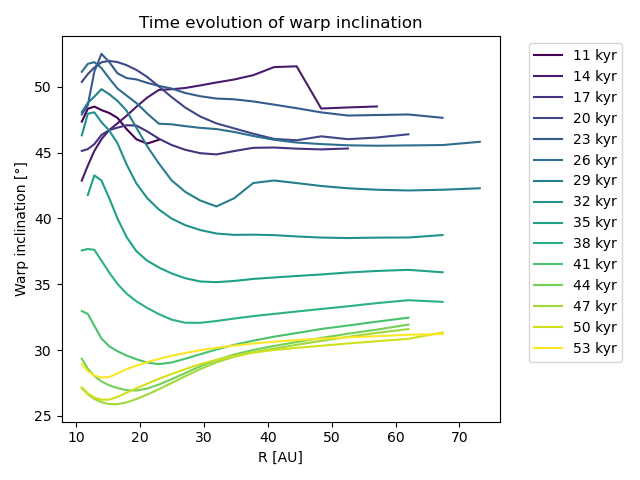 Time evolution of warp inclination
Warp inclination [°]
50
45
40
35
30
25
10 20 30 40 50 60 70
R [AU]
11 kyr
14 kyr
17 kyr
20 kyr
23 kyr
26 kyr
29 kyr
32 kyr
35 kyr
38 kyr
41 kyr
44 kyr
47 kyr
50 kyr
53 kyr